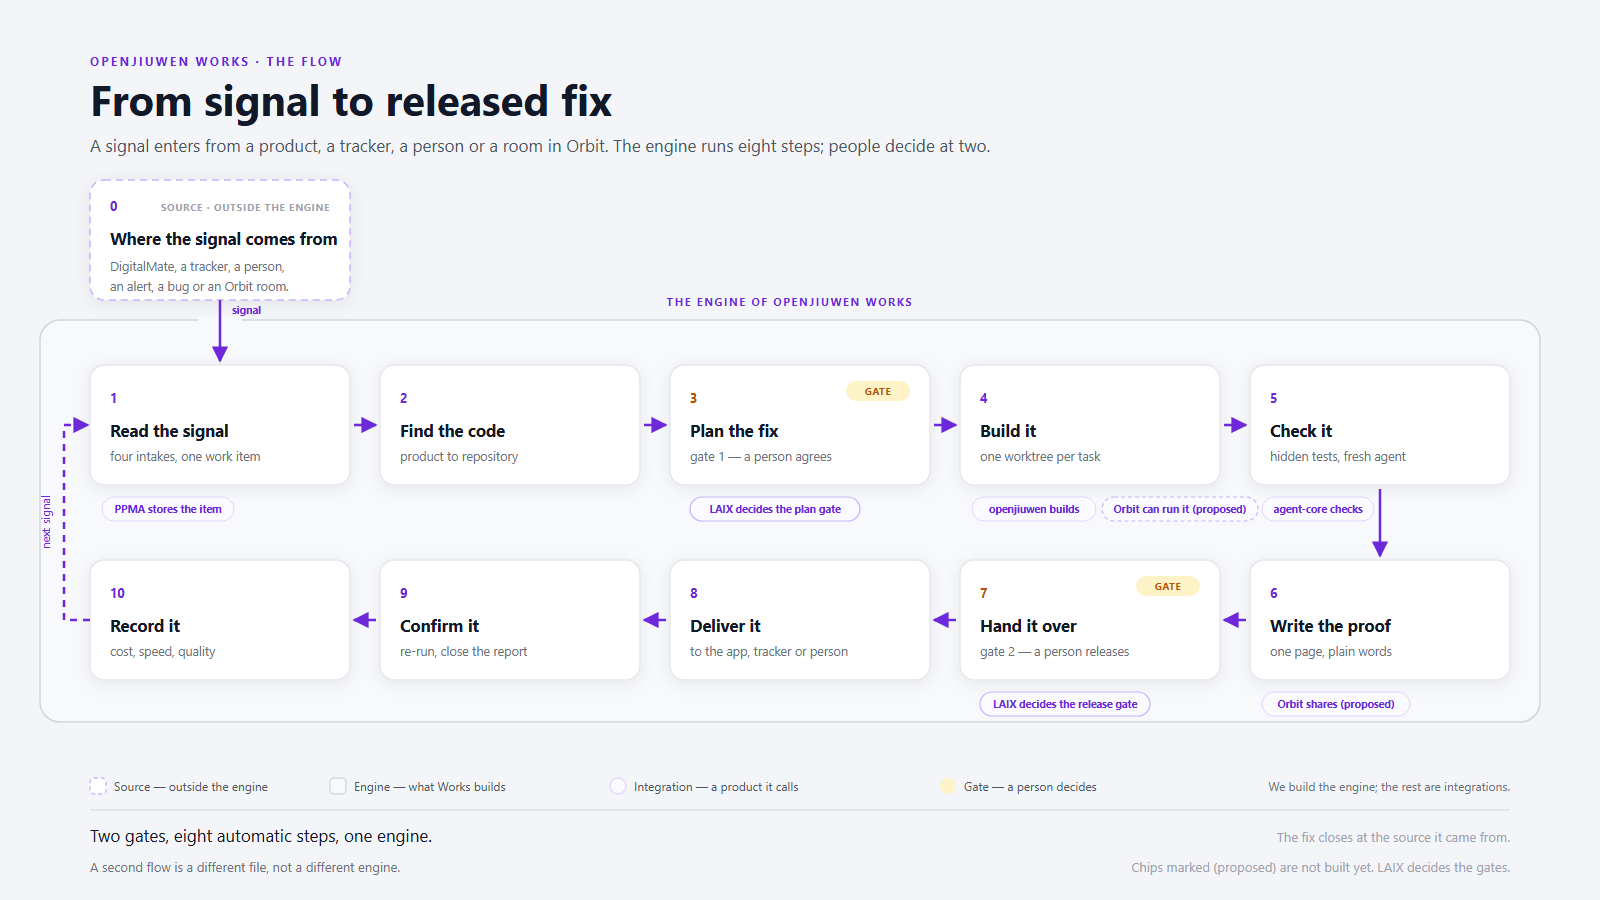 OPENJIUWEN WORKS · THE FLOW
From signal to released fix
A signal enters from a product, a tracker, a person or a room in Orbit. The engine runs eight steps; people decide at two.
0
SOURCE · OUTSIDE THE ENGINE
Where the signal comes from
DigitalMate, a tracker, a person,
an alert, a bug or an Orbit room.
signal
THE ENGINE OF OPENJIUWEN WORKS
1
Read the signal
four intakes, one work item
PPMA stores the item
2
Find the code
product to repository
3
GATE
Plan the fix
gate 1 — a person agrees
LAIX decides the plan gate
4
Build it
one worktree per task
openjiuwen builds
Orbit can run it (proposed)
5
Check it
hidden tests, fresh agent
agent-core checks
next signal
10
Record it
cost, speed, quality
9
Confirm it
re-run, close the report
8
Deliver it
to the app, tracker or person
7
GATE
Hand it over
gate 2 — a person releases
LAIX decides the release gate
6
Write the proof
one page, plain words
Orbit shares (proposed)
Source — outside the engine
Engine — what Works builds
Integration — a product it calls
Gate — a person decides
We build the engine; the rest are integrations.
Two gates, eight automatic steps, one engine.
The fix closes at the source it came from.
A second flow is a different file, not a different engine.
Chips marked (proposed) are not built yet. LAIX decides the gates.